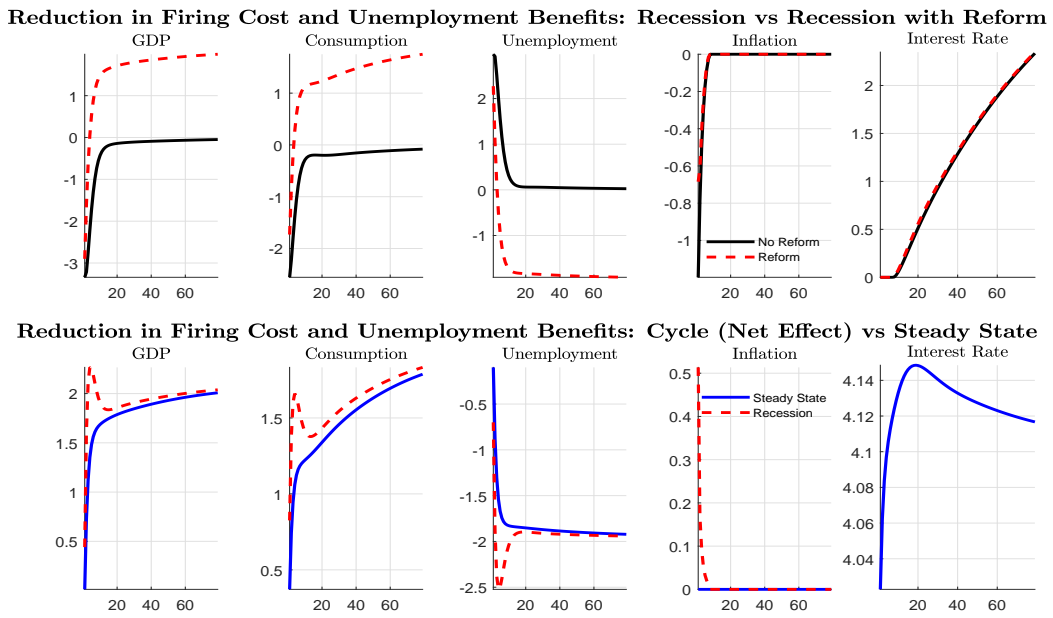 Reduction in Firing Cost and Unemployment Benefits: Recession vs Recession with Reform
GDP
1
0
-1
-2
-3
20 40 60
Consumption
1
0
-1
-2
20 40 60
Unemployment
2
1
0
-1
20 40 60
Inflation
0
-0.2
-0.4
-0.6
-0.8
-1
No Reform
Reform
20 40 60
Interest Rate
2
1.5
1
0.5
0
20 40 60
Reduction in Firing Cost and Unemployment Benefits: Cycle (Net Effect) vs Steady State
GDP
2
1.5
1
0.5
20 40 60
Consumption
1.5
1
0.5
20 40 60
Unemployment
-0.5
-1
-1.5
-2
-2.5
20 40 60
Inflation
0.5
0.4
0.3
0.2
0.1
0
Steady State
Recession
20 40 60
Interest Rate
4.14
4.12
4.1
4.08
4.06
4.04
20 40 60